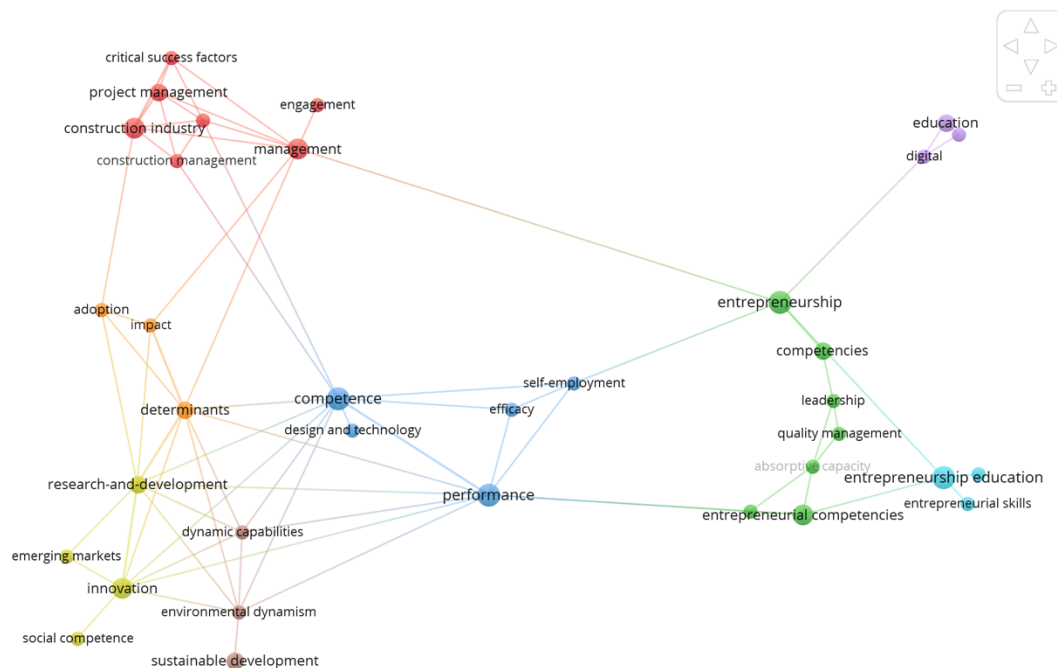 critical success factors
project management
engagement
construction industry
education
management
digital
construction management
entrepreneurship
adoption
impact
competencies
self-employment
competence
leadership
determinants
efficacy
design and technology
quality management
absorptive capacity
research-and-development
entrepreneurship education
performance
entrepreneurial skills
entrepreneurial competencies
dynamic capabilities
emerging markets
innovation
environmental dynamism
social competence
sustainable development